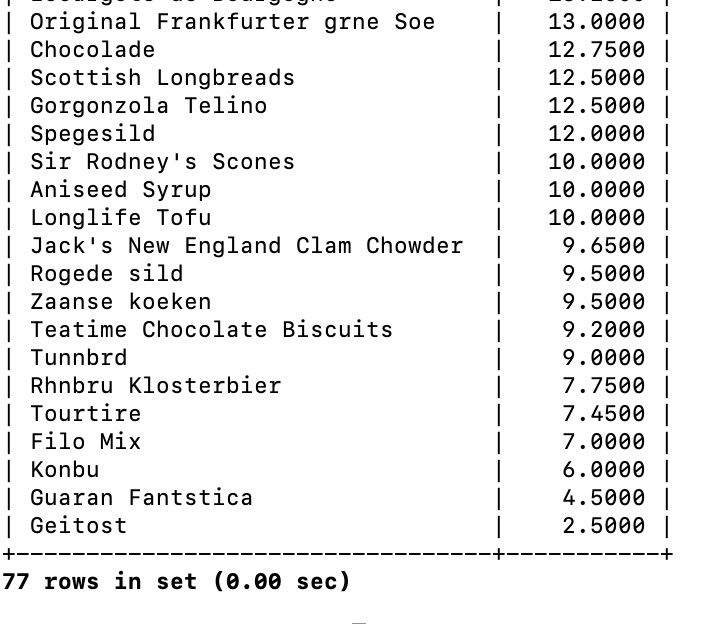 | Original Frankfurter grne Soe | 13.0000 |
| Chocolade | 12.7500 |
| Scottish Longbreads | 12.5000 |
| Gorgonzola Telino | 12.5000 |
| Spegesild | 12.0000 |
| Sir Rodney's Scones | 10.0000 |
| Aniseed Syrup | 10.0000 |
| Longlife Tofu | 10.0000 |
| Jack's New England Clam Chowder | 9.6500 |
| Rogede sild | 9.5000 |
| Zaanse koeken | 9.5000 |
| Teatime Chocolate Biscuits | 9.2000 |
| Tunnbrd | 9.0000 |
| Rhnbru Klosterbier | 7.7500 |
| Tourtire | 7.4500 |
| Filo Mix | 7.0000 |
| Konbu | 6.0000 |
| Guaran Fantstica | 4.5000 |
| Geitost | 2.5000 |
+----------------------------------+-----------+
77 rows in set (0.00 sec)